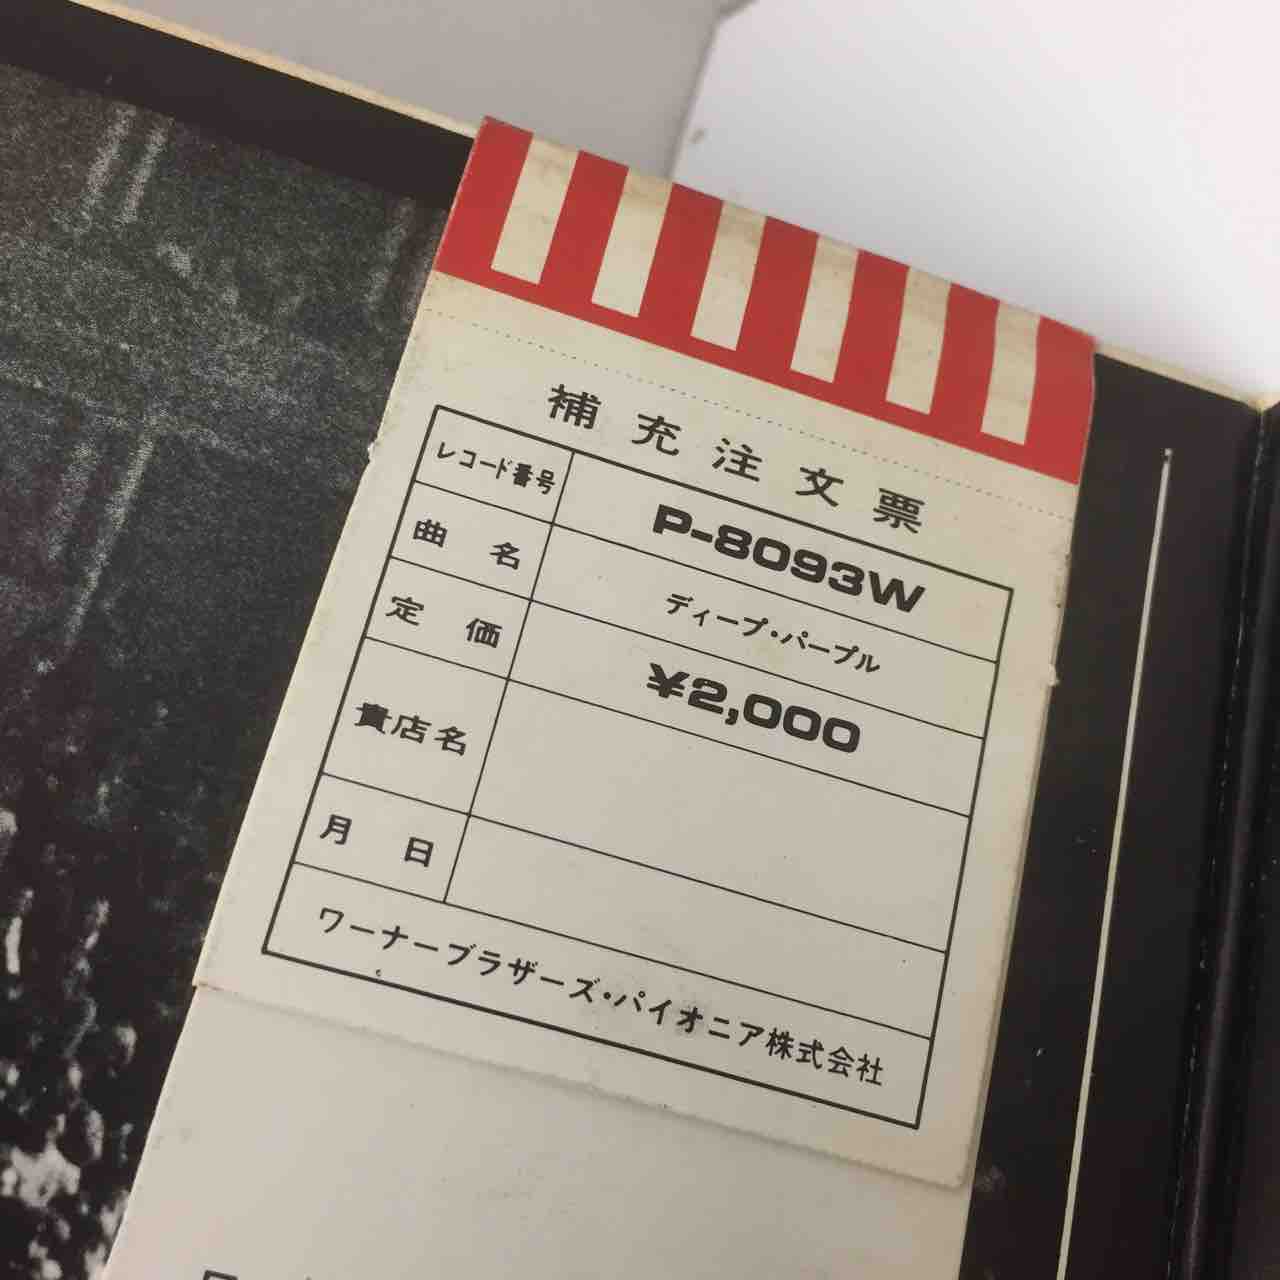 補充注文票
レコード番号 P-8093W
曲名 ディープ・パープル
定価 ¥2,000
貴店名
月日
ワーナーブラザーズ・パイオニア株式会社